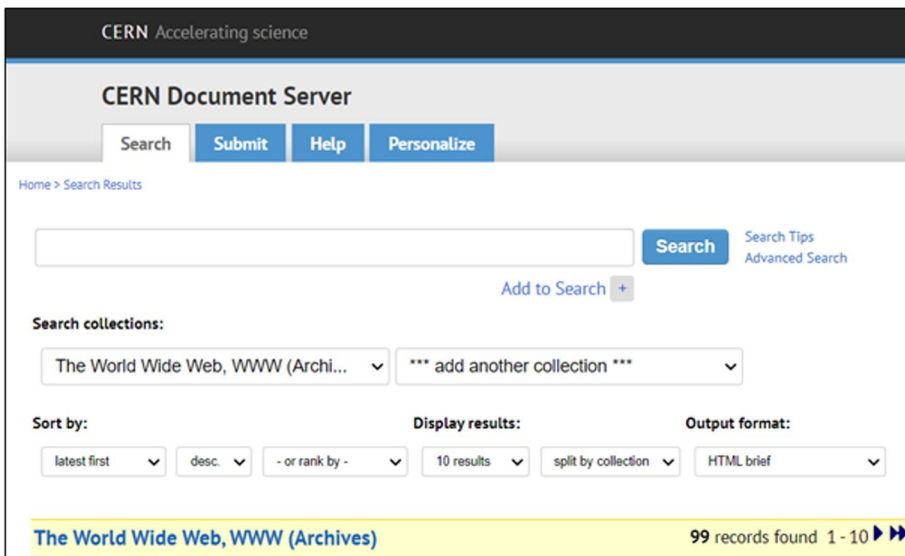 CERN Accelerating science
CERN Document Server
Search Submit Help Personalize
Home > Search Results
Search Search Tips
Advanced Search
Add to Search +
Search collections:
The World Wide Web, WWW (Archi... *** add another collection ***
Sort by: Display results: Output format:
latest first desc. - or rank by - 10 results split by collection HTML brief
The World Wide Web, WWW (Archives) 99 records found 1 - 10